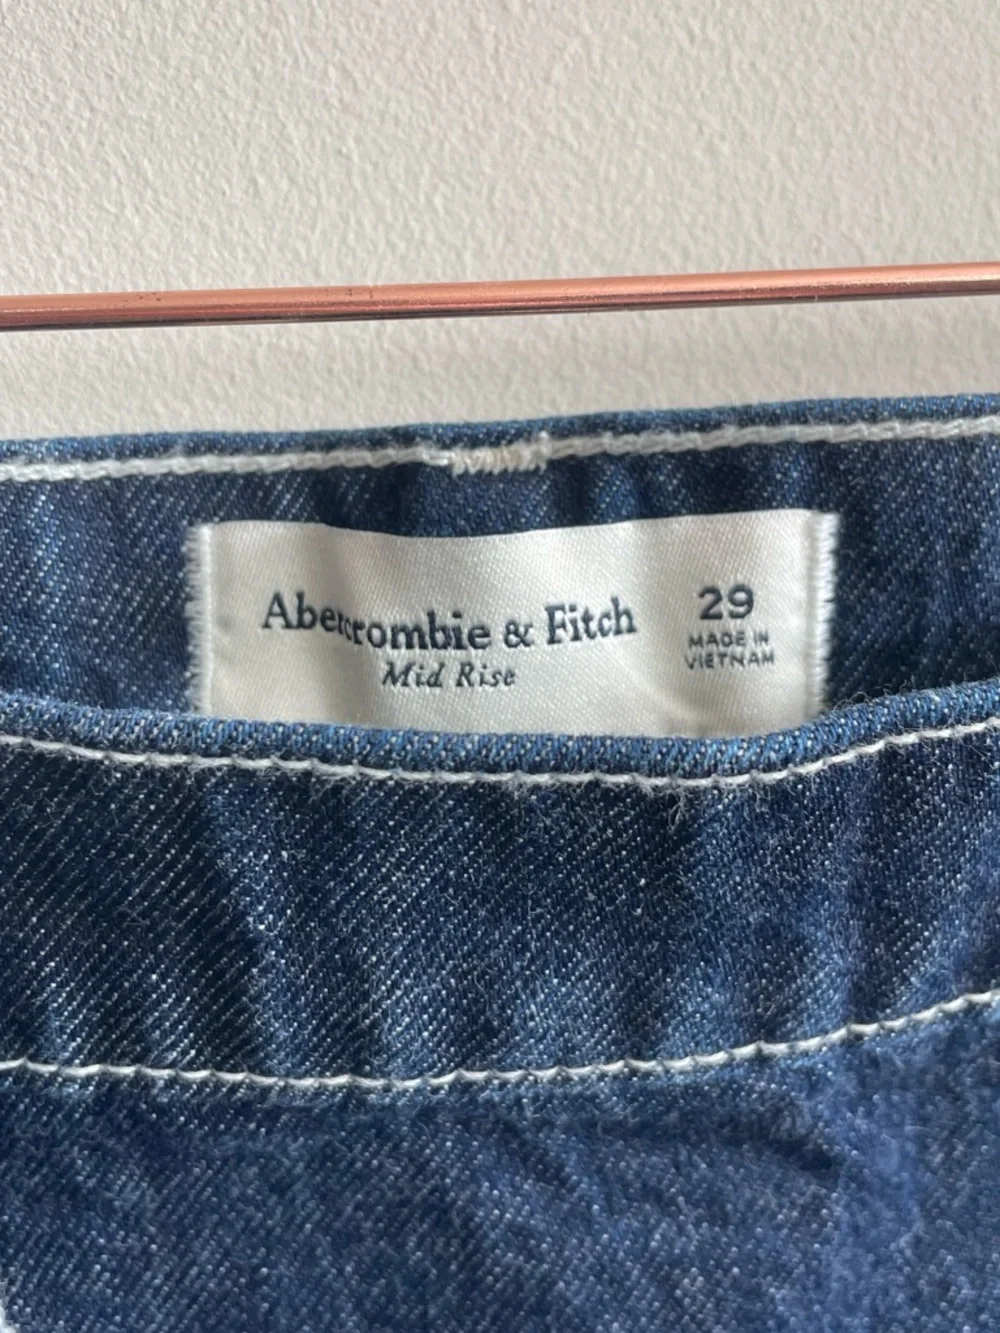 Abercrombie & Fitch
Mid Rise
29
MADE IN
VIETNAM